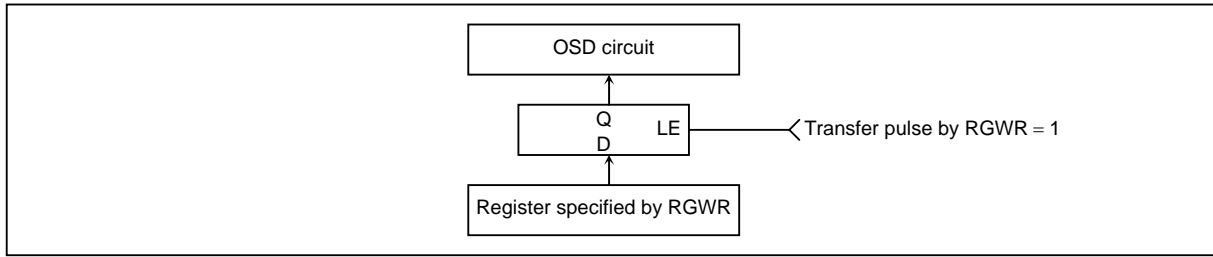 OSD circuit
Q
LE
D
Transfer pulse by RGWR = 1
Register specified by RGWR